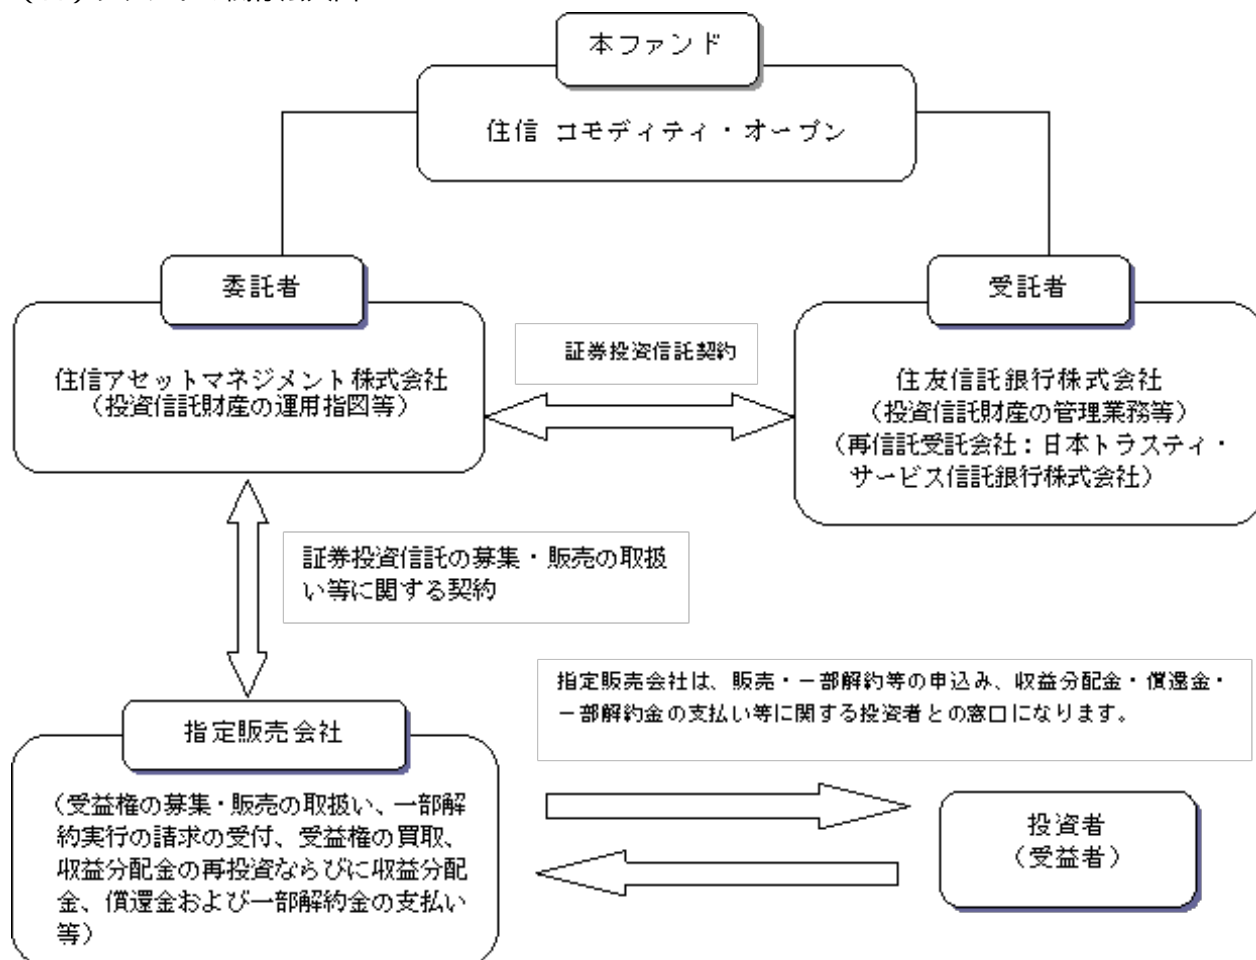 本ファンド
住信 コモディティ・オープン
委託者
受託者
証券投資信託契約
住信アセットマネジメント株式会社
（投資信託財産の運用指図等）
住友信託銀行株式会社
（投資信託財産の管理業務等）
（再信託受託会社：日本トラスティ・
サービス信託銀行株式会社）
証券投資信託の募集・販売の取扱
い等に関する契約
指定販売会社は、販売・一部解約等の申込み、収益分配金・償還金・
一部解約金の支払い等に関する投資者との窓口になります。
指定販売会社
（受益権の募集・販売の取扱い、一部解
約実行の請求の受付、受益権の買取、
収益分配金の再投資ならびに収益分配
金、償還金および一部解約金の支払い
等）
投資者
（受益者）